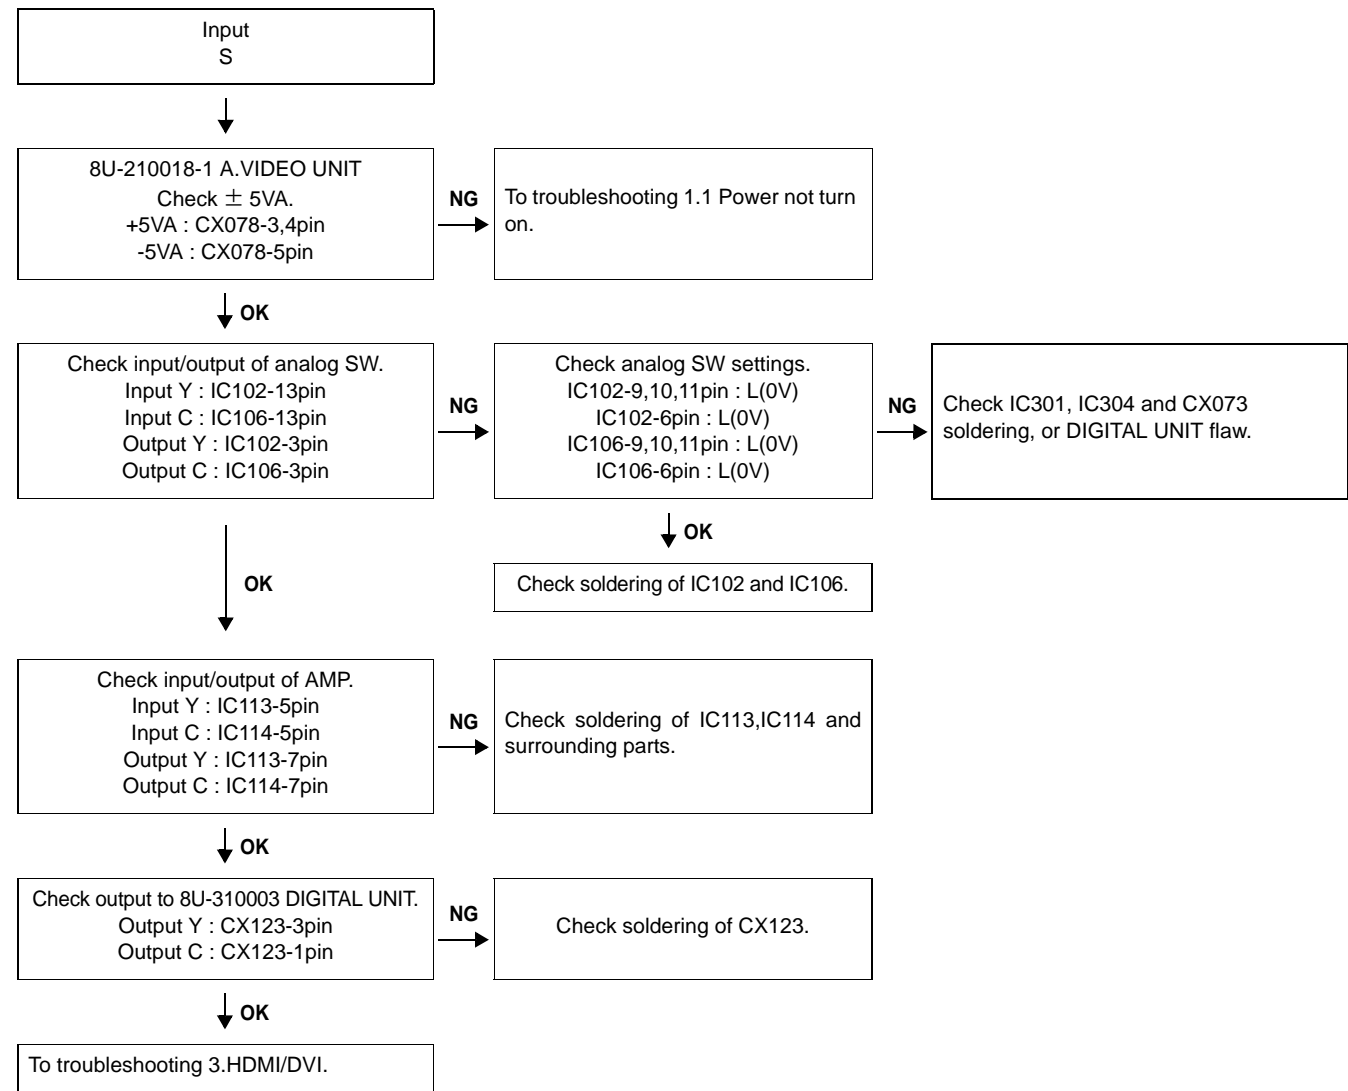 Input
S
8U-210018-1 A.VIDEO UNIT
Check ± 5VA.
+5VA : CX078-3,4pin
-5VA : CX078-5pin
NG
To troubleshooting 1.1 Power not turn
on.
OK
Check input/output of analog SW.
Input Y : IC102-13pin
Input C : IC106-13pin
Output Y : IC102-3pin
Output C : IC106-3pin
NG
Check analog SW settings.
IC102-9,10,11pin : L(0V)
IC102-6pin : L(0V)
IC106-9,10,11pin : L(0V)
IC106-6pin : L(0V)
NG
Check IC301, IC304 and CX073
soldering, or DIGITAL UNIT flaw.
OK
Check soldering of IC102 and IC106.
OK
Check input/output of AMP.
Input Y : IC113-5pin
Input C : IC114-5pin
Output Y : IC113-7pin
Output C : IC114-7pin
NG
Check soldering of IC113,IC114 and
surrounding parts.
OK
Check output to 8U-310003 DIGITAL UNIT.
Output Y : CX123-3pin
Output C : CX123-1pin
NG
Check soldering of CX123.
OK
To troubleshooting 3.HDMI/DVI.